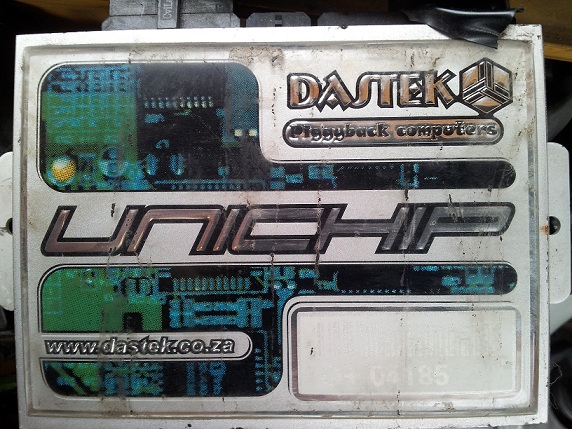 DASTEK
Piggyback computers
UNICHIP
www.dastek.co.za